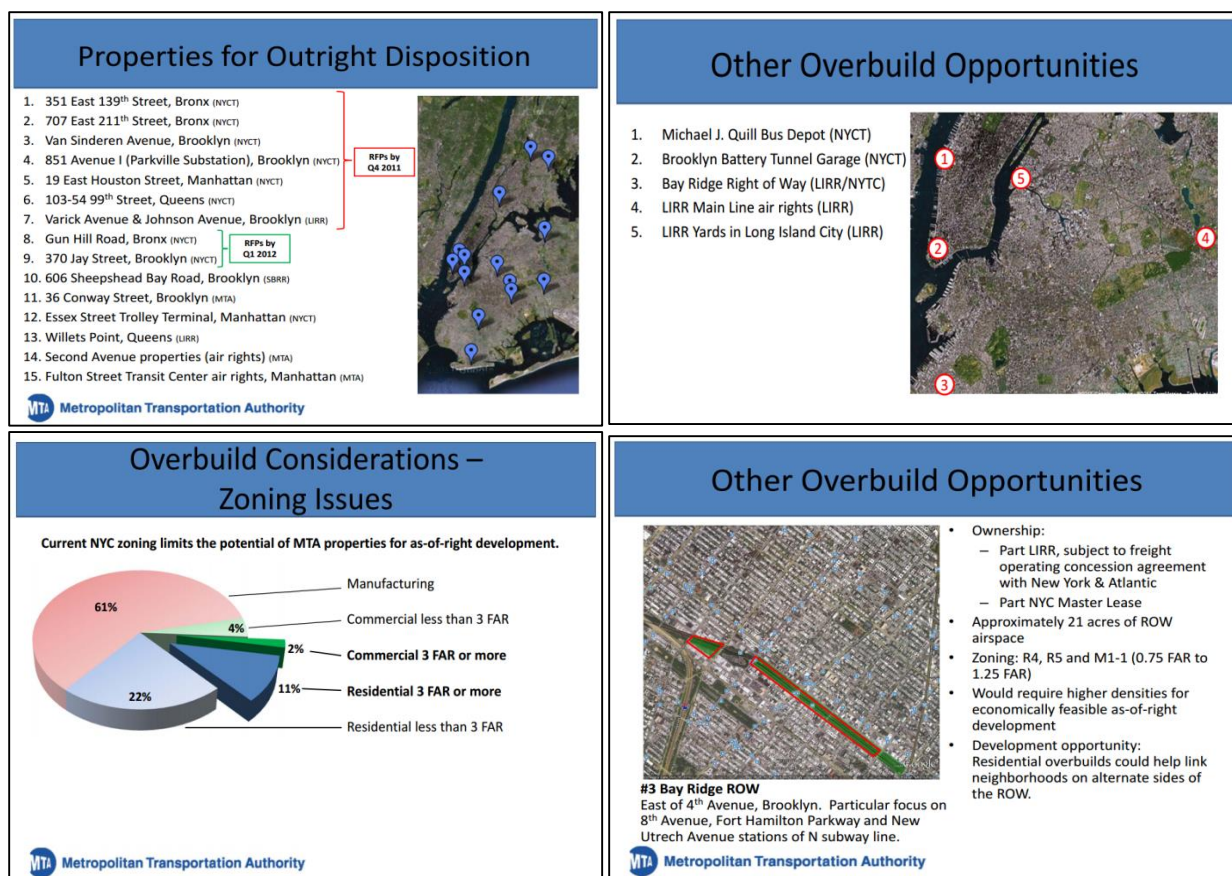 Properties for Outright Disposition
1. 351 East 139th Street, Bronx (NYCT)
2. 707 East 211th Street, Bronx (NYCT)
3. Van Sinderen Avenue, Brooklyn (NYCT)
4. 851 Avenue I (Parkville Substation), Brooklyn (NYCT)
5. 19 East Houston Street, Manhattan (NYCT)
6. 103-54 99th Street, Queens (NYCT)
7. Varick Avenue & Johnson Avenue, Brooklyn (LIRR)
8. Gun Hill Road, Bronx (NYCT)
9. 370 Jay Street, Brooklyn (NYCT)
10. 606 Sheepshead Bay Road, Brooklyn (SBRR)
11. 36 Conway Street, Brooklyn (MTA)
12. Essex Street Trolley Terminal, Manhattan (NYCT)
13. Willets Point, Queens (LIRR)
14. Second Avenue properties (air rights) (MTA)
15. Fulton Street Transit Center air rights, Manhattan (MTA)
RFPs by
Q4 2011
RFPs by
Q1 2012
MTA Metropolitan Transportation Authority
Other Overbuild Opportunities
1. Michael J. Quill Bus Depot (NYCT)
2. Brooklyn Battery Tunnel Garage (NYCT)
3. Bay Ridge Right of Way (LIRR/NYTC)
4. LIRR Main Line air rights (LIRR)
5. LIRR Yards in Long Island City (LIRR)
1
5
4
2
3
Overbuild Considerations –
Zoning Issues
Current NYC zoning limits the potential of MTA properties for as-of-right development.
61%
4%
2%
11%
22%
Manufacturing
Commercial less than 3 FAR
Commercial 3 FAR or more
Residential 3 FAR or more
Residential less than 3 FAR
MTA Metropolitan Transportation Authority
Other Overbuild Opportunities
#3 Bay Ridge ROW
East of 4th Avenue, Brooklyn. Particular focus on
8th Avenue, Fort Hamilton Parkway and New
Utrech Avenue stations of N subway line.
• Ownership:
– Part LIRR, subject to freight
operating concession agreement
with New York & Atlantic
– Part NYC Master Lease
• Approximately 21 acres of ROW
airspace
• Zoning: R4, R5 and M1-1 (0.75 FAR to
1.25 FAR)
• Would require higher densities for
economically feasible as-of-right
development
• Development opportunity:
Residential overbuilds could help link
neighborhoods on alternate sides of
the ROW.
MTA Metropolitan Transportation Authority